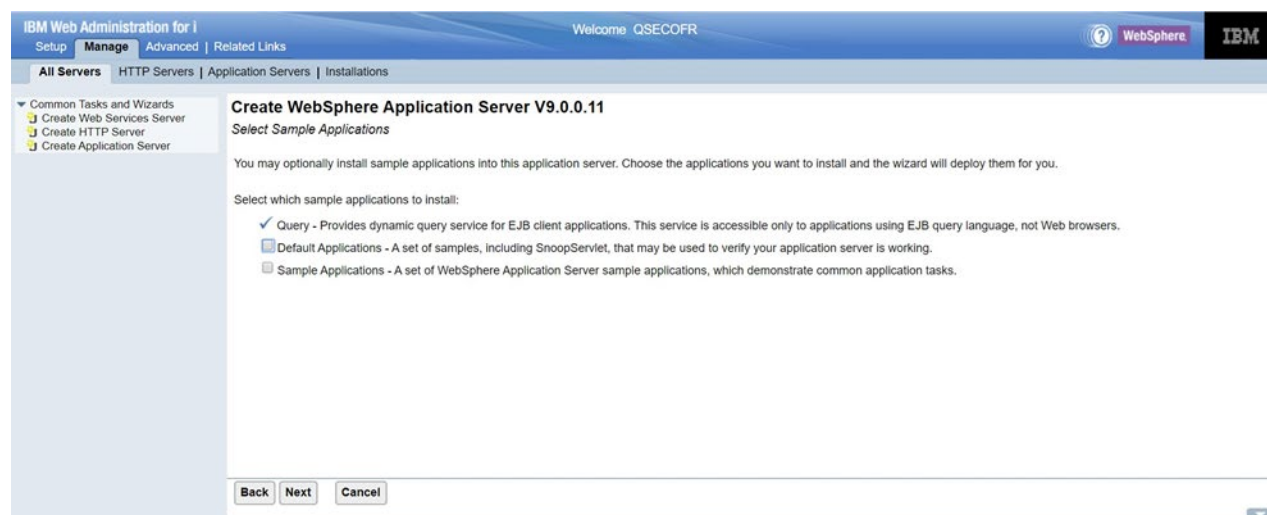 IBM Web Administration for i
Welcome QSECOFR
WebSphere.
IBM
Setup Manage Advanced | Related Links
All Servers HTTP Servers | Application Servers | Installations
Common Tasks and Wizards
Create Web Services Server
Create HTTP Server
Create Application Server
Create WebSphere Application Server V9.0.0.11
Select Sample Applications
You may optionally install sample applications into this application server. Choose the applications you want to install and the wizard will deploy them for you.
Select which sample applications to install:
Query - Provides dynamic query service for EJB client applications. This service is accessible only to applications using EJB query language, not Web browsers.
Default Applications - A set of samples, including SnoopServlet, that may be used to verify your application server is working.
Sample Applications - A set of WebSphere Application Server sample applications, which demonstrate common application tasks.
Back Next Cancel